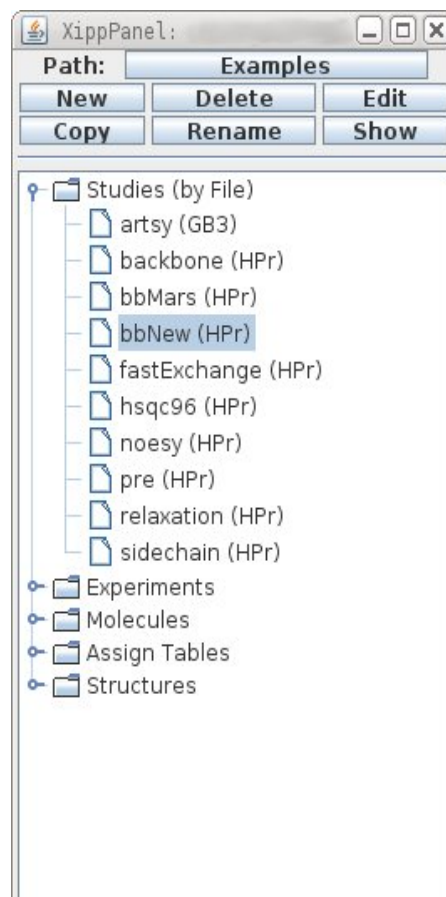 XippPanel:
Path: Examples
New Delete Edit
Copy Rename Show
Studies (by File)
artsy (GB3)
backbone (HPr)
bbMars (HPr)
bbNew (HPr)
fastExchange (HPr)
hsqc96 (HPr)
noesy (HPr)
pre (HPr)
relaxation (HPr)
sidechain (HPr)
Experiments
Molecules
Assign Tables
Structures